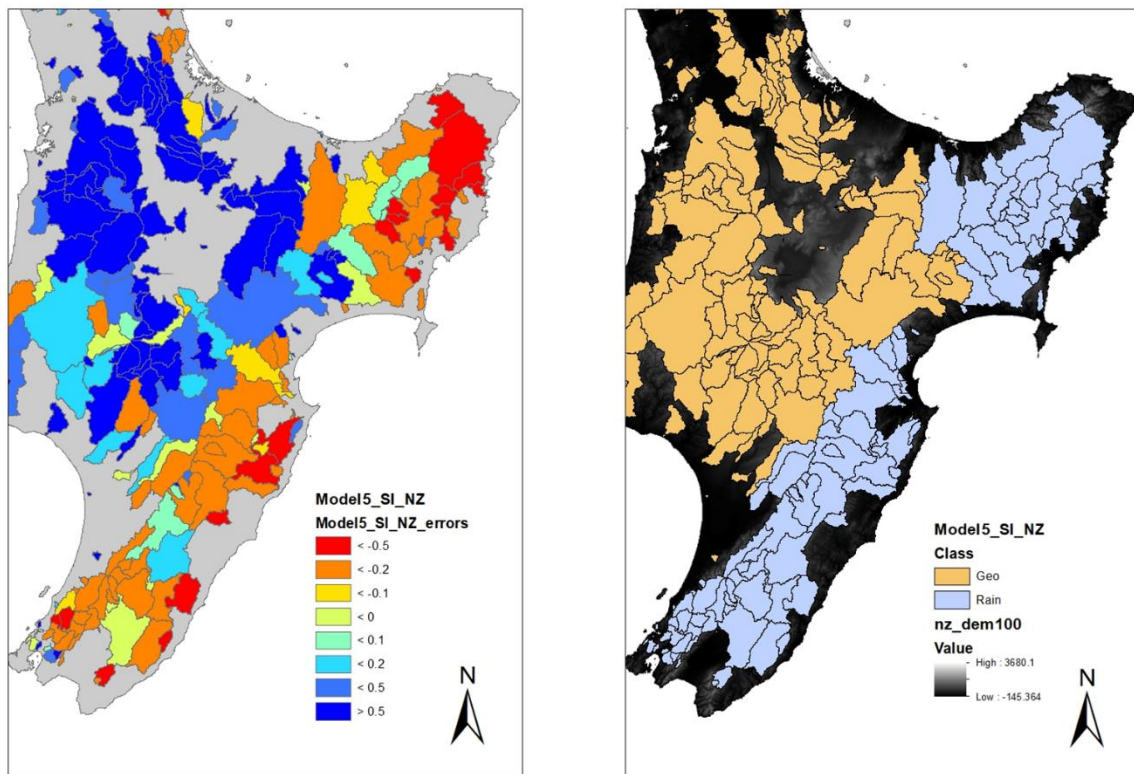 N
Model5_SI_NZ
Model5_SI_NZ_errors
< -0.5
< -0.2
< -0.1
< 0
< 0.1
< 0.2
< 0.5
> 0.5
N
Model5_SI_NZ
Class
Geo
Rain
nz_dem100
Value
High : 3680.1
Low : -145.364